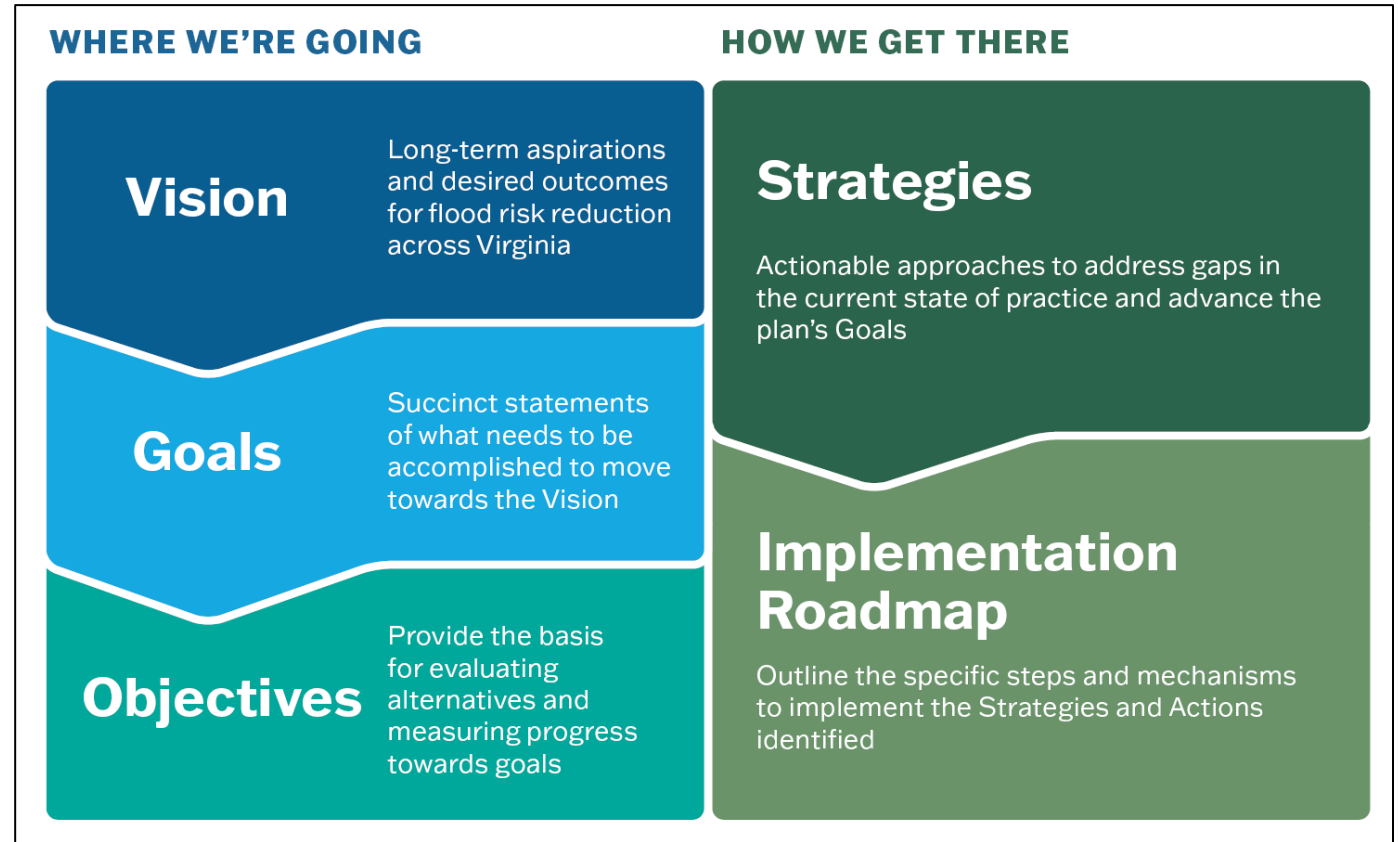 WHERE WE’RE GOING
Vision
Long-term aspirations
and desired outcomes
for flood risk reduction
across Virginia
Goals
Succinct statements
of what needs to be
accomplished to move
towards the Vision
Objectives
Provide the basis
for evaluating
alternatives and
measuring progress
towards goals
HOW WE GET THERE
Strategies
Actionable approaches to address gaps in
the current state of practice and advance the
plan’s Goals
Implementation
Roadmap
Outline the specific steps and mechanisms
to implement the Strategies and Actions
identified